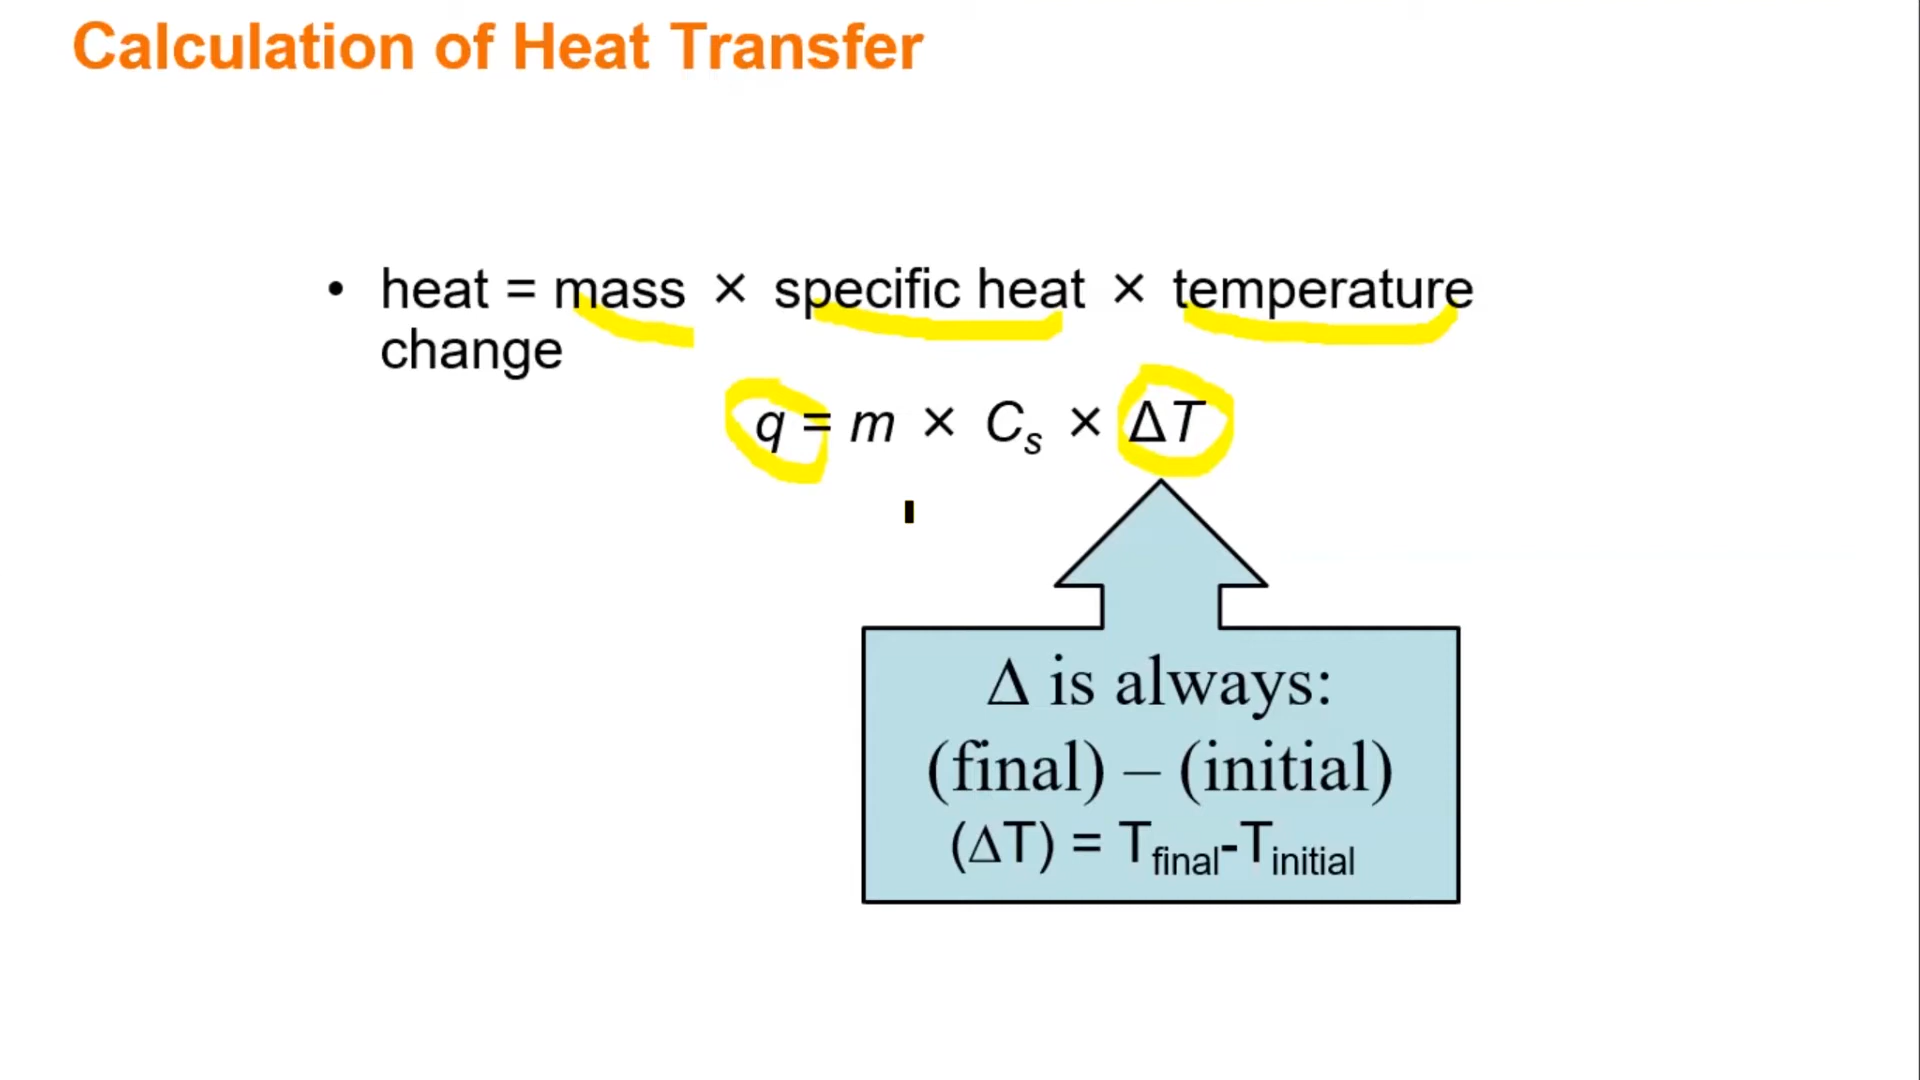 Calculation of Heat Transfer
• heat = mass × specific heat × temperature
change
q = m × Cₛ × ΔT
Δ is always:
(final) – (initial)
(ΔT) = Tfinal-Tinitial